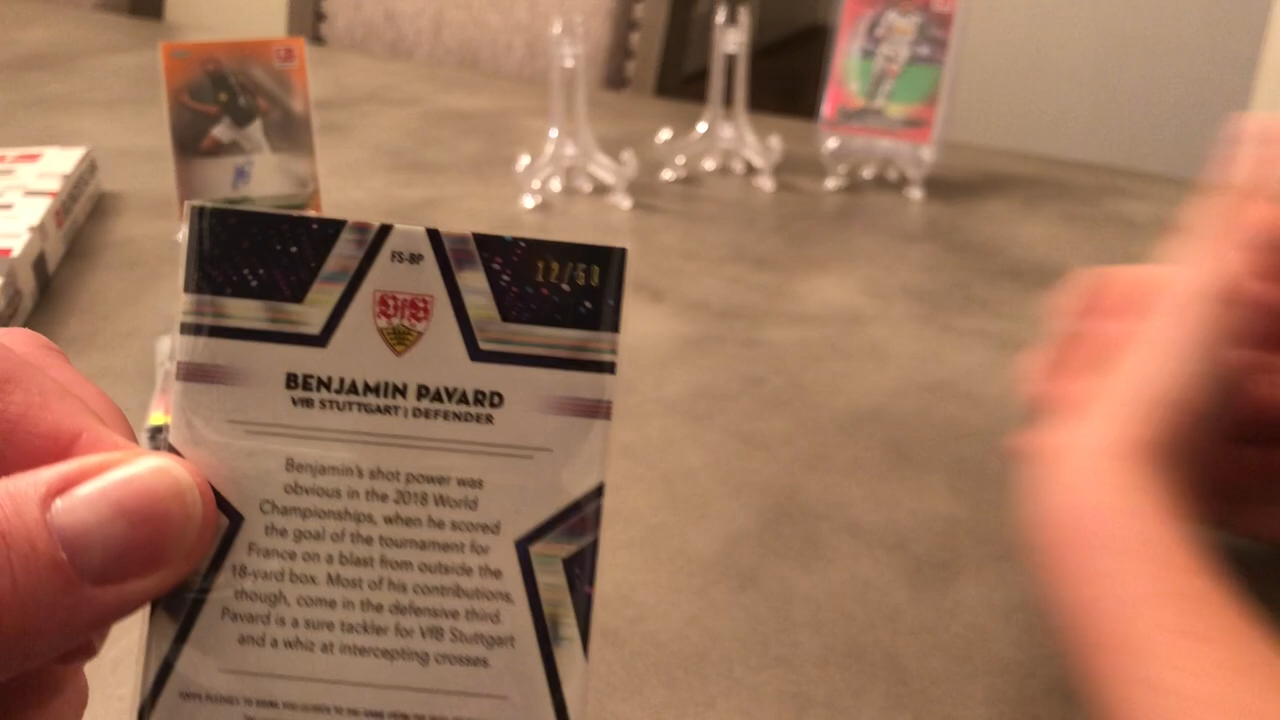 FS-BP
12/50
VfB
BENJAMIN PAVARD
VfB STUTTGART | DEFENDER
Benjamin's shot power was
obvious in the 2018 World
Championships, when he scored
the goal of the tournament for
France on a blast from outside the
18-yard box. Most of his contributions,
though, come in the defensive third.
Pavard is a sure tackler for VfB Stuttgart
and a whiz at intercepting crosses.